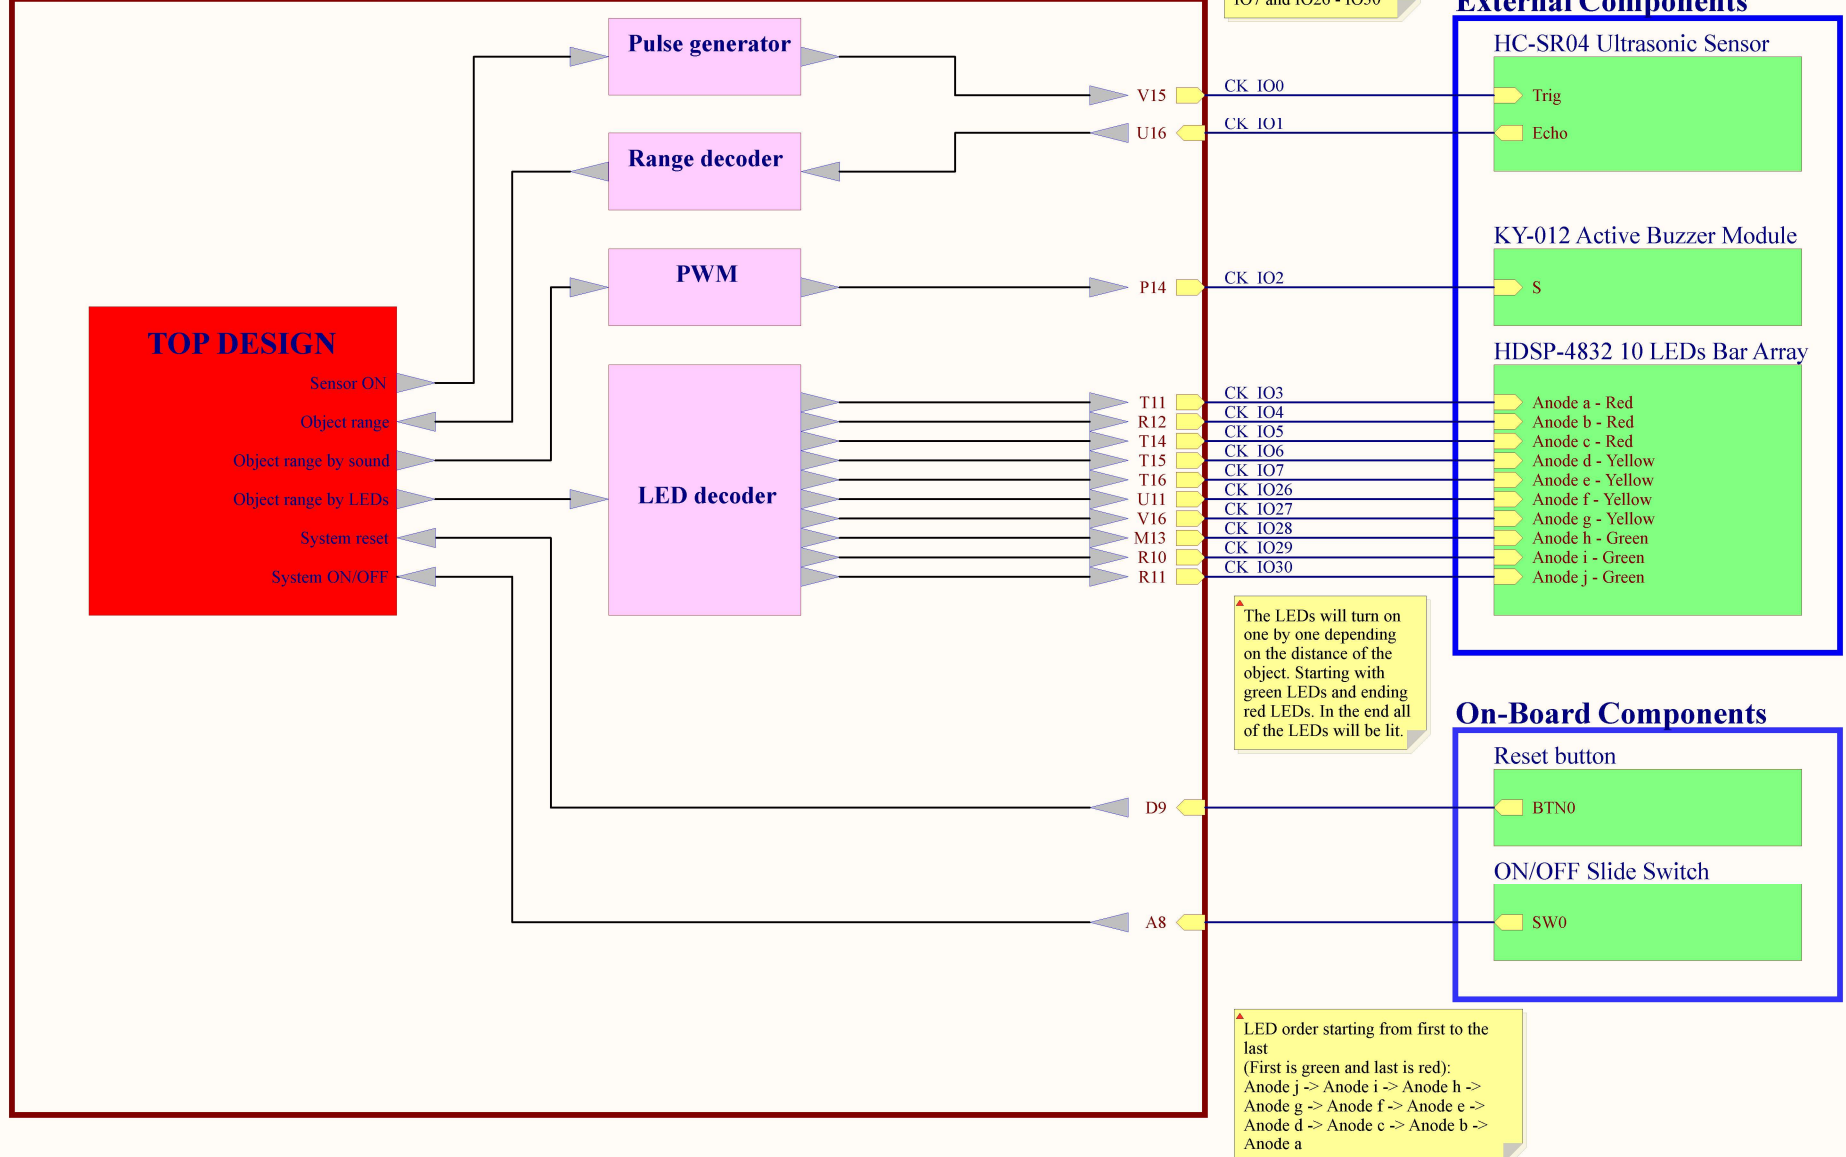 IO7 and IO26 - IO30
External Components
Pulse generator
HC-SR04 Ultrasonic Sensor
V15
CK_IO0
Trig
U16
CK_IO1
Echo
Range decoder
KY-012 Active Buzzer Module
PWM
P14
CK_IO2
S
TOP DESIGN
Sensor ON
Object range
Object range by sound
Object range by LEDs
System reset
System ON/OFF
LED decoder
HDSP-4832 10 LEDs Bar Array
T11 CK_IO3 Anode a - Red
R12 CK_IO4 Anode b - Red
T14 CK_IO5 Anode c - Red
T15 CK_IO6 Anode d - Yellow
T16 CK_IO7 Anode e - Yellow
U11 CK_IO26 Anode f - Yellow
V16 CK_IO27 Anode g - Yellow
M13 CK_IO28 Anode h - Green
R10 CK_IO29 Anode i - Green
R11 CK_IO30 Anode j - Green
The LEDs will turn on
one by one depending
on the distance of the
object. Starting with
green LEDs and ending
red LEDs. In the end all
of the LEDs will be lit.
On-Board Components
Reset button
D9
BTN0
ON/OFF Slide Switch
A8
SW0
LED order starting from first to the
last
(First is green and last is red):
Anode j -> Anode i -> Anode h ->
Anode g -> Anode f -> Anode e ->
Anode d -> Anode c -> Anode b ->
Anode a